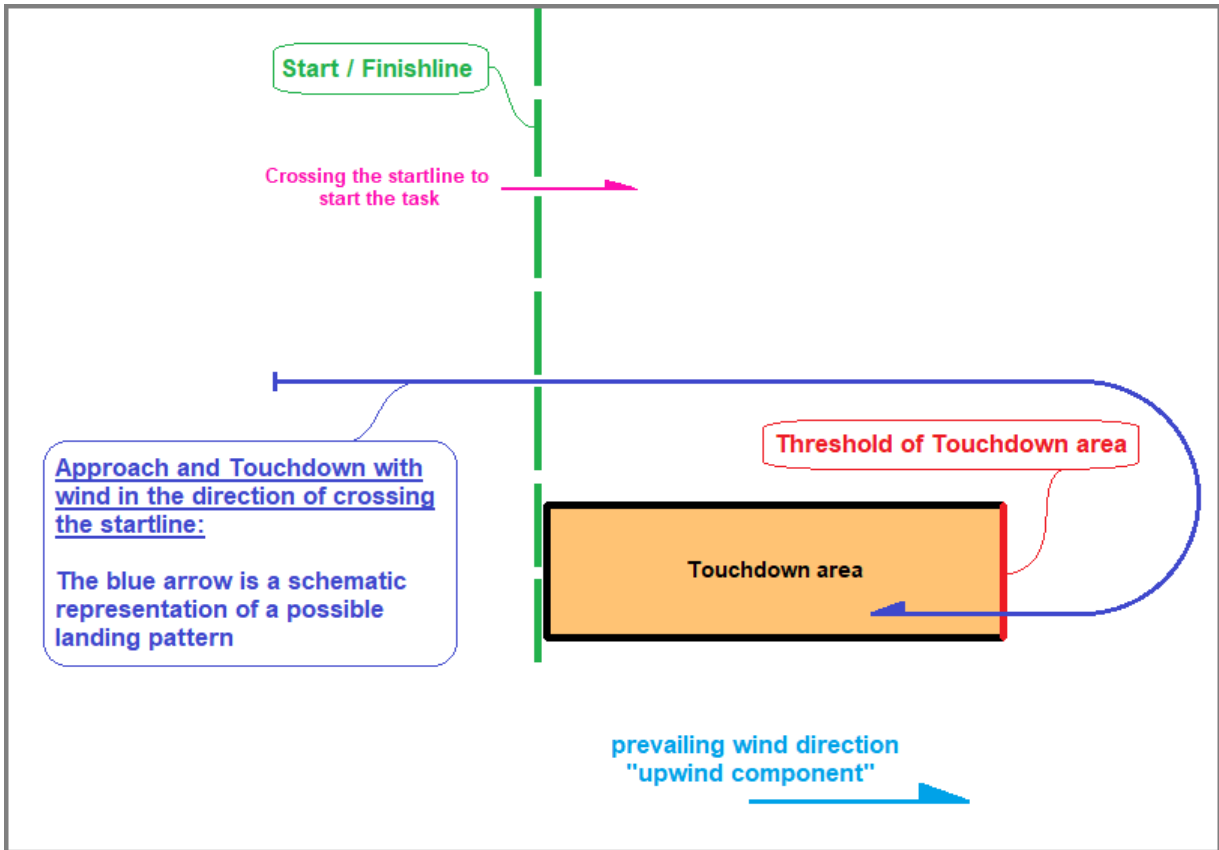 Start / Finishline
Crossing the startline to
start the task
Threshold of Touchdown area
Approach and Touchdown with
wind in the direction of crossing
the startline:
The blue arrow is a schematic
representation of a possible
landing pattern
Touchdown area
prevailing wind direction
"upwind component"